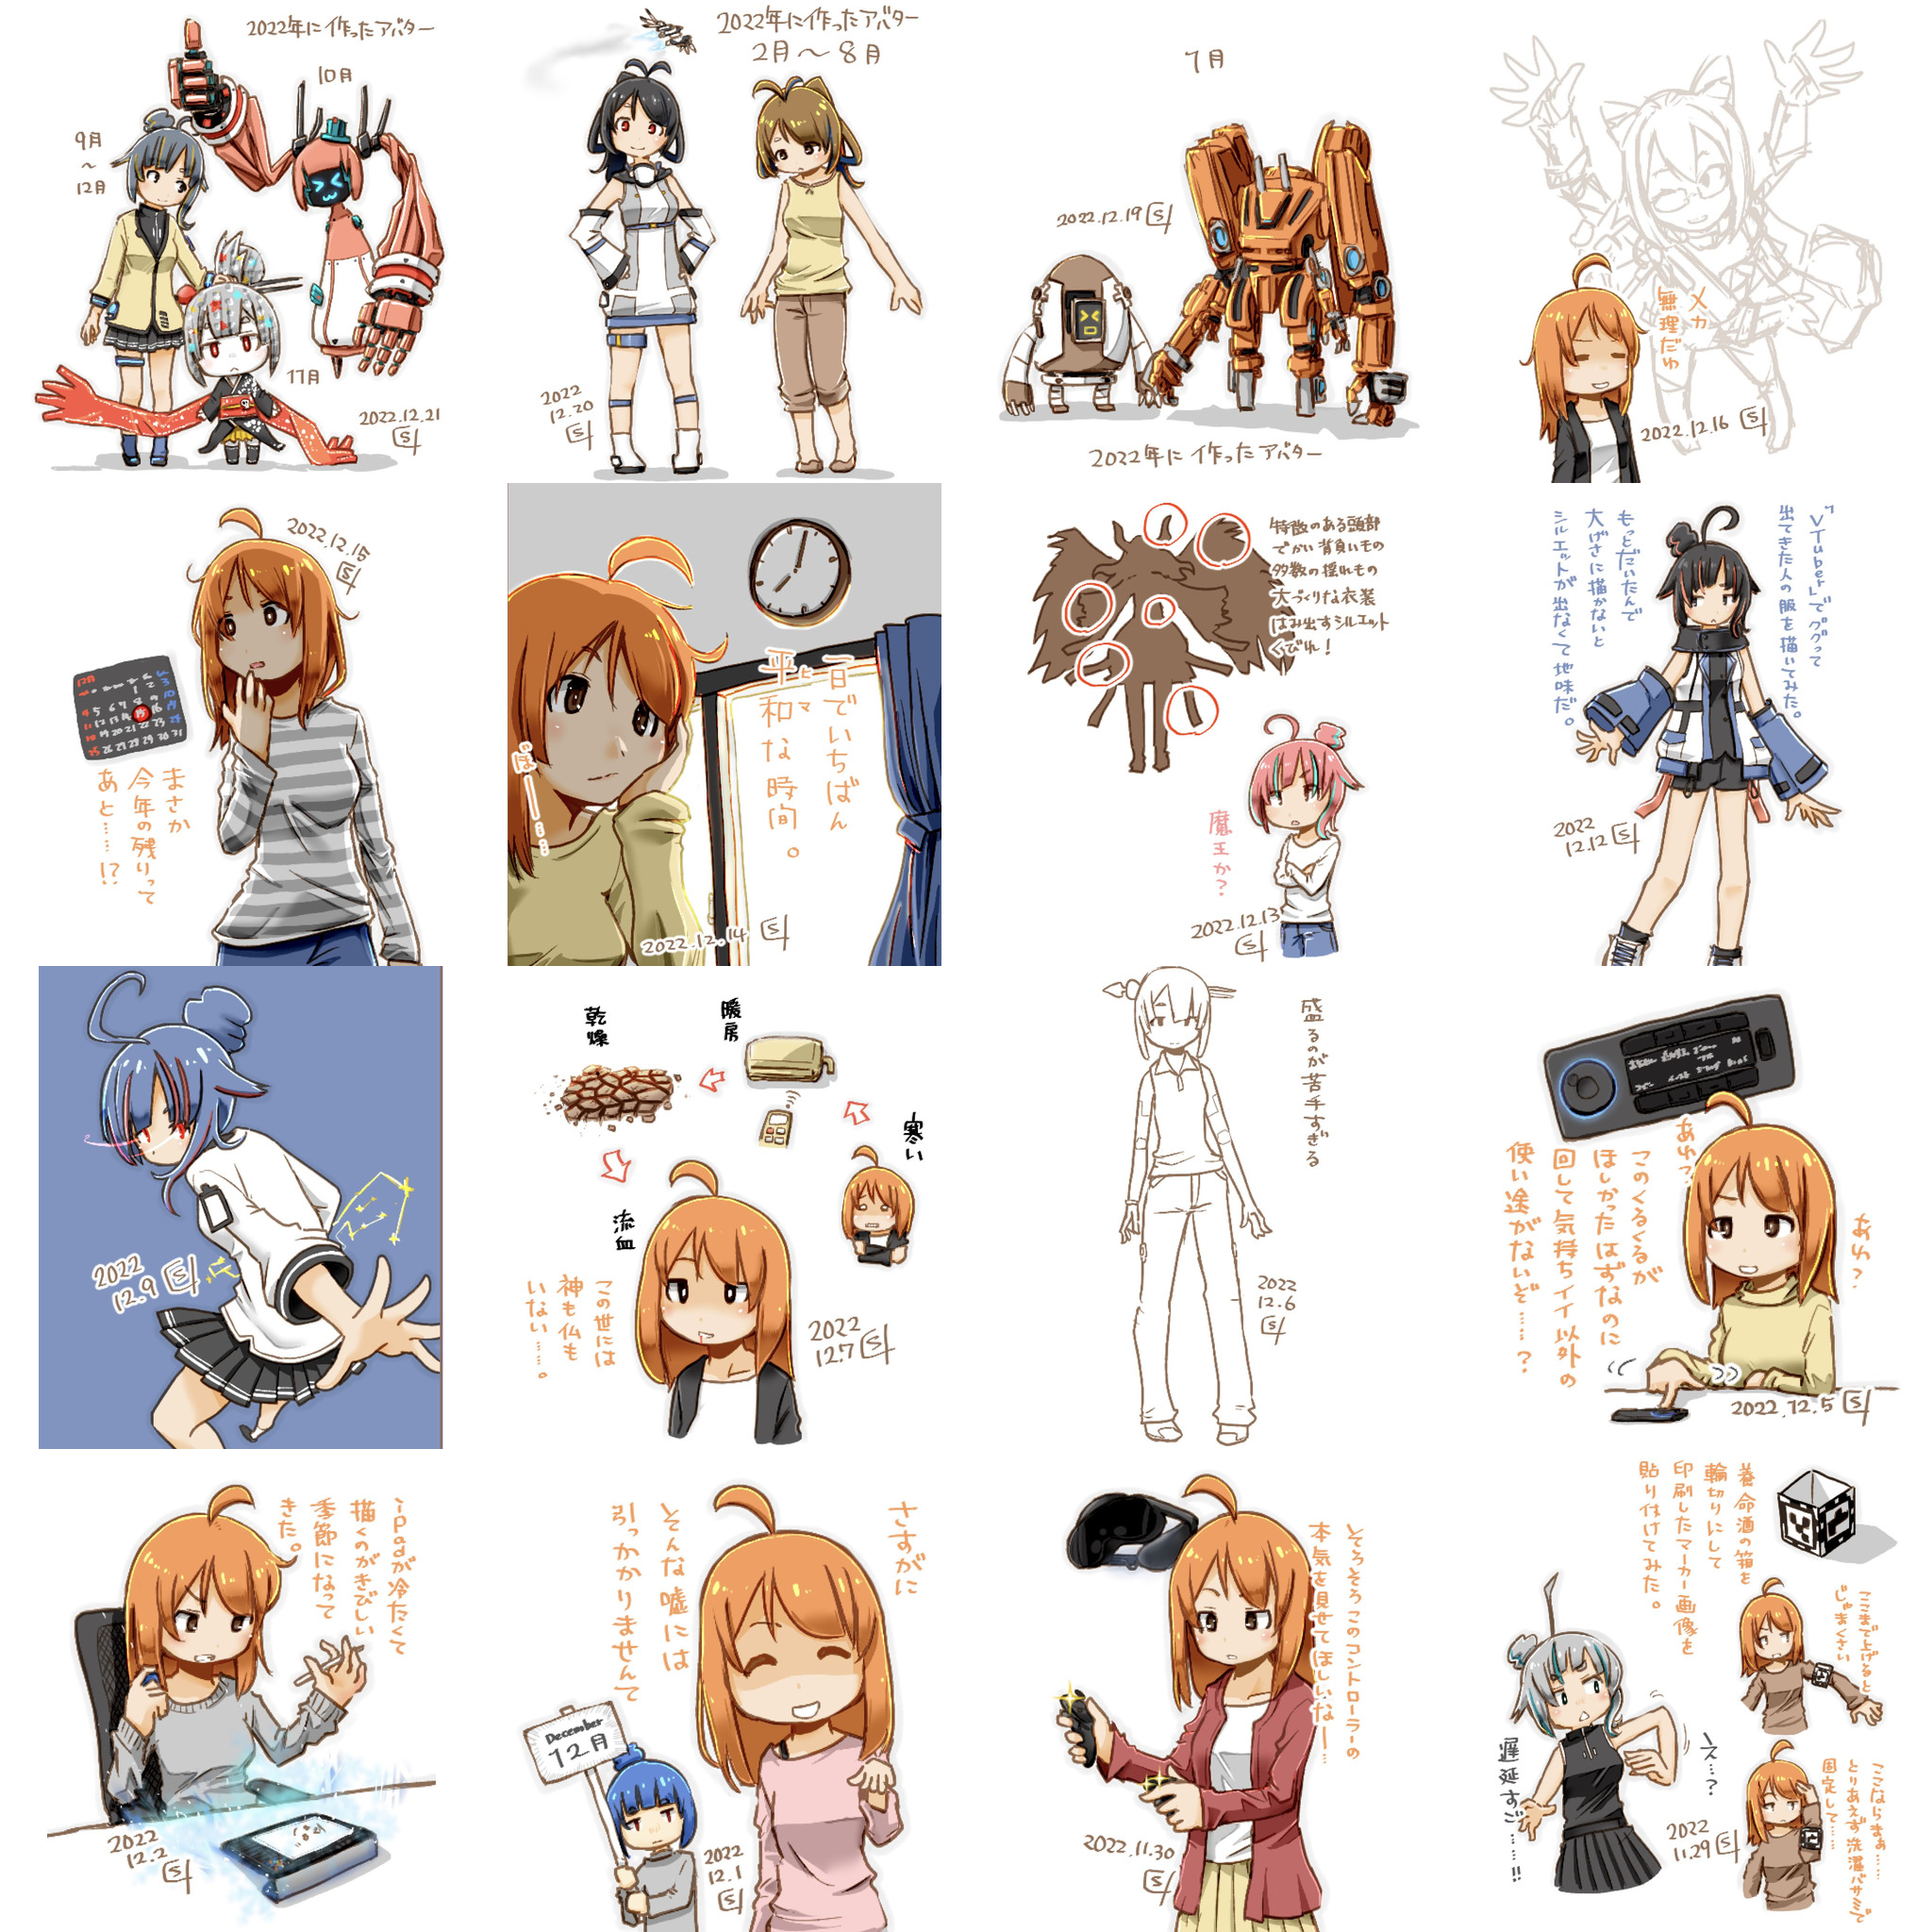 2022年に作ったアバター
10月
9月
〜
12月
11月
2022.12.21
2022年に作ったアバター
2月〜8月
2022
12.20
7月
2022.12.19
2022年に作ったアバター
メカ
無理だわ
2022.12.16
2022.12.15
12月
まさか
今年の残りって
あと……!?
一日でいちばん
平和な時間。
ヒマ
ぼーーー……
2022.12.14
特徴のある頭部
でかい背負いもの
多数の揺れもの
大づくりな衣装
はみ出すシルエット
くびれ!
魔王か?
2022.12.13
「VTuber」でググって
出てきた人の服を描いてみた。
もっとだいたんで
大げさに描かないと
シルエットが出なくて地味だ。
2022
12.12
2022
12.9
乾燥
暖房
寒い
流血
この世には
神も仏も
いない……。
2022
12.7
盛るのが苦手すぎる
2022
12.6
あれっ?
あれ?
このくるくるが
ほしかったはずなのに
回して気持ちイイ以外の
使い途がないぞ……?
2022.12.5
iPadが冷たくて
描くのがきびしい
季節になって
きた。
2022
12.2
さすがに
そんな嘘には
引っかかりませんて
December
12月
2022
12.1
そろそろこのコントローラーの
本気を見せてほしいなー…
2022.11.30
養命酒の箱を
輪切りにして
印刷したマーカー画像を
貼り付けてみた。
ここまで上げると
じゃまくさい
ここならまぁ……
とりあえず洗濯バサミで
固定して……
え…?
遅延すご……!!
2022
11.29